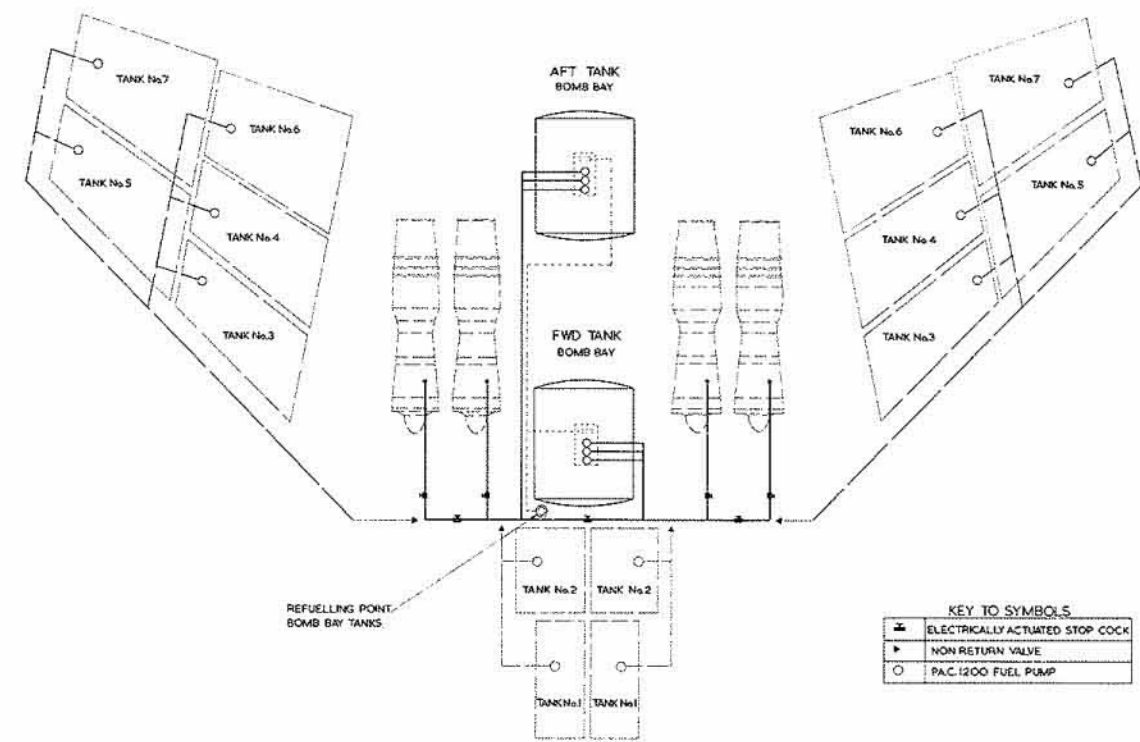 TANK No.7
TANK No.6
TANK No.5
TANK No.4
TANK No.3
AFT TANK
BOMB BAY
FWD TANK
BOMB BAY
TANK No.7
TANK No.6
TANK No.5
TANK No.4
TANK No.3
TANK No.2
TANK No.2
REFUELLING POINT
BOMB BAY TANKS
TANK No.1
TANK No.1
KEY TO SYMBOLS
ELECTRICALLY ACTUATED STOP COCK
NON RETURN VALVE
P.A.C. 1200 FUEL PUMP